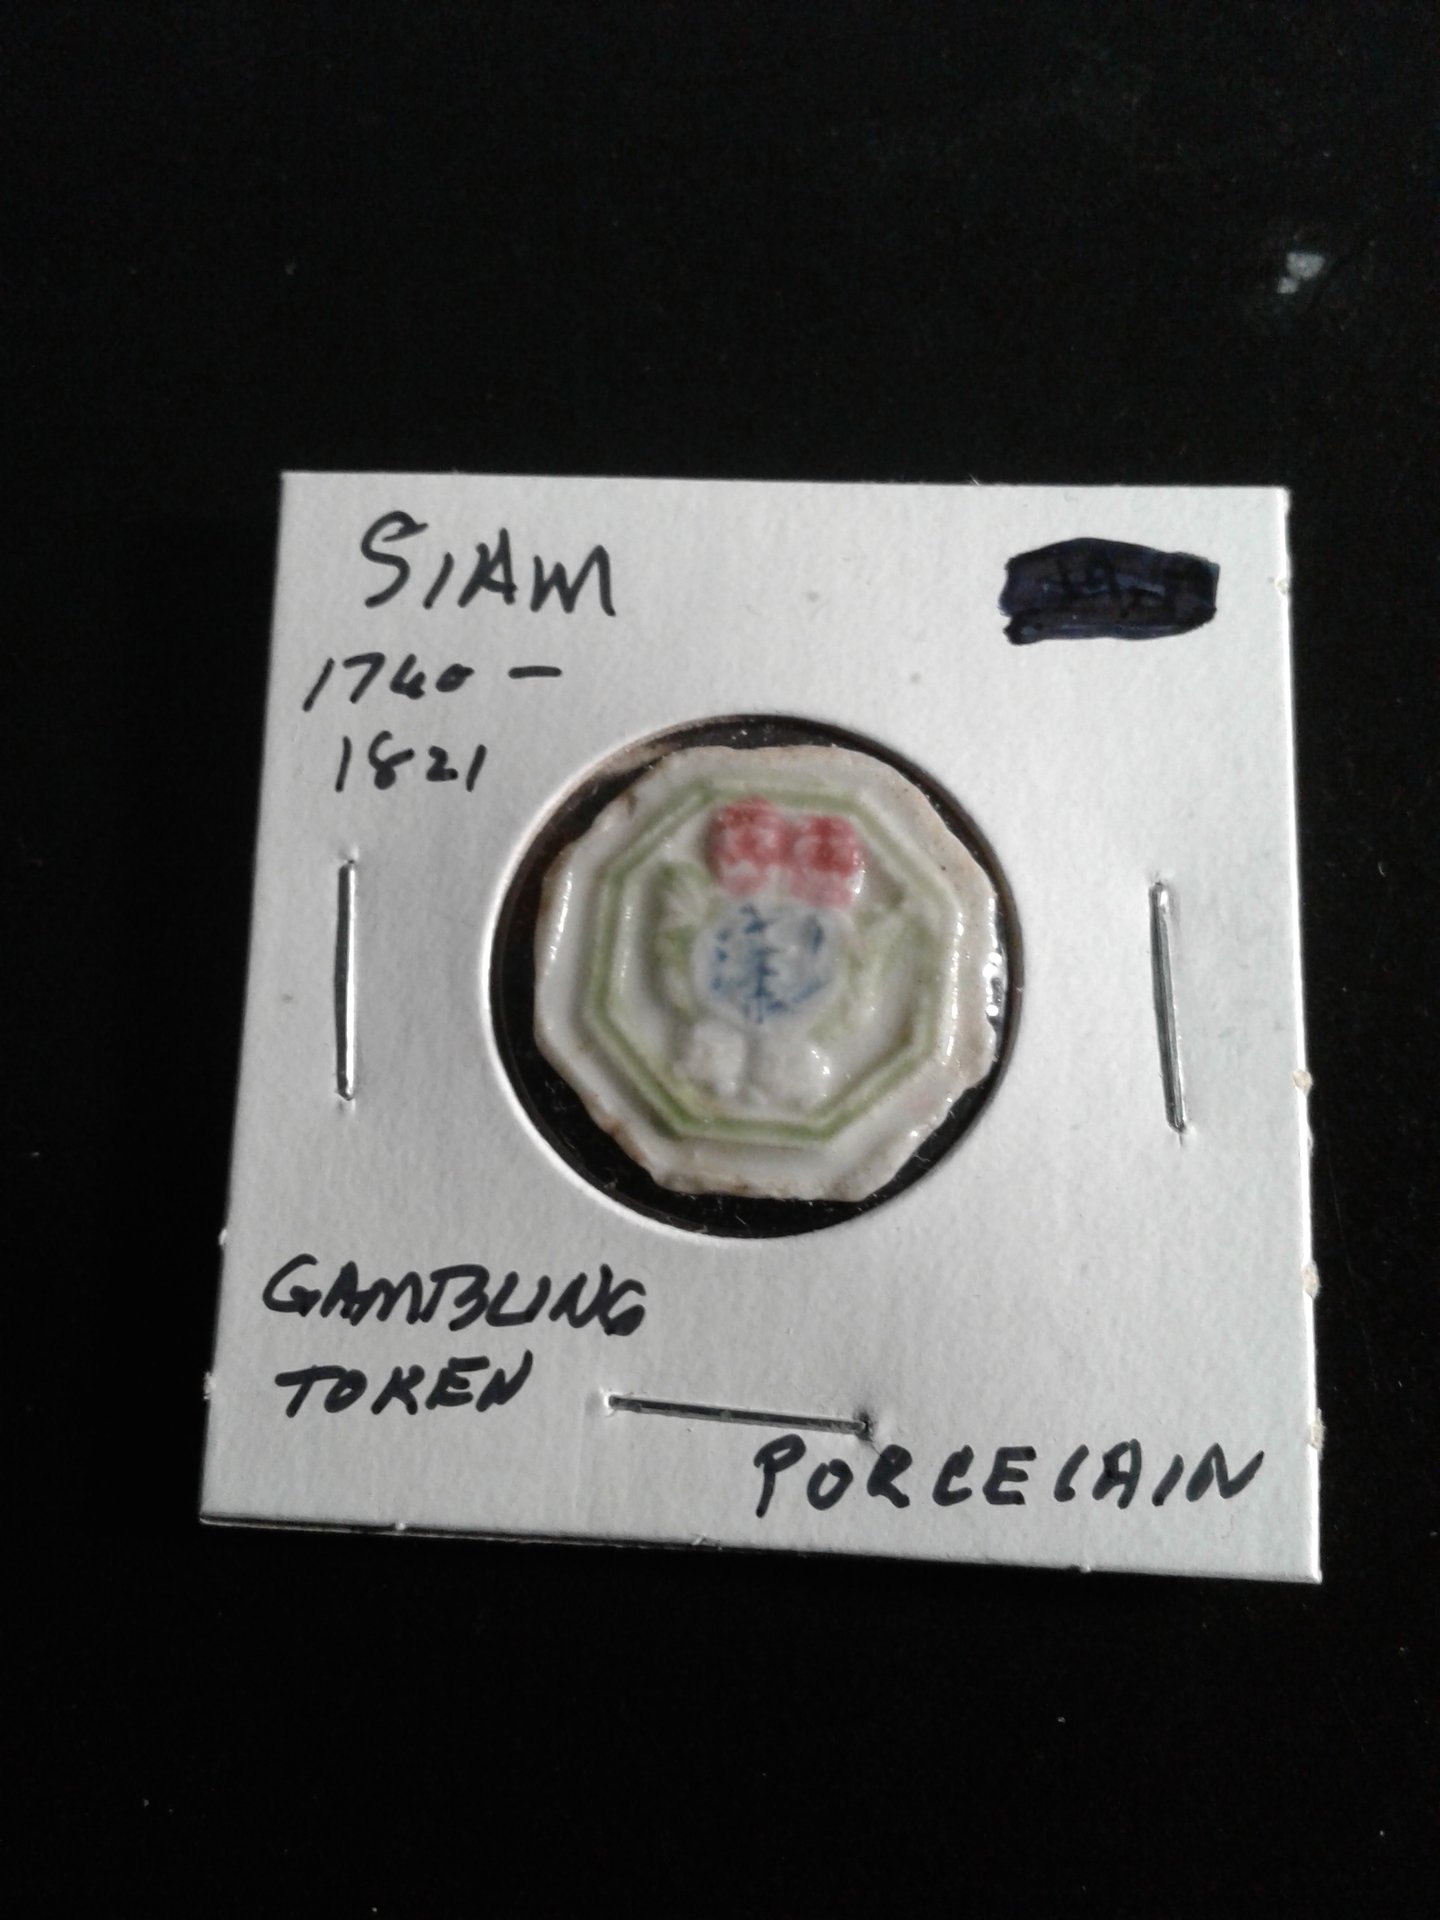 SIAM
1760 -
1821
GAMBLING
TOKEN
PORCELAIN